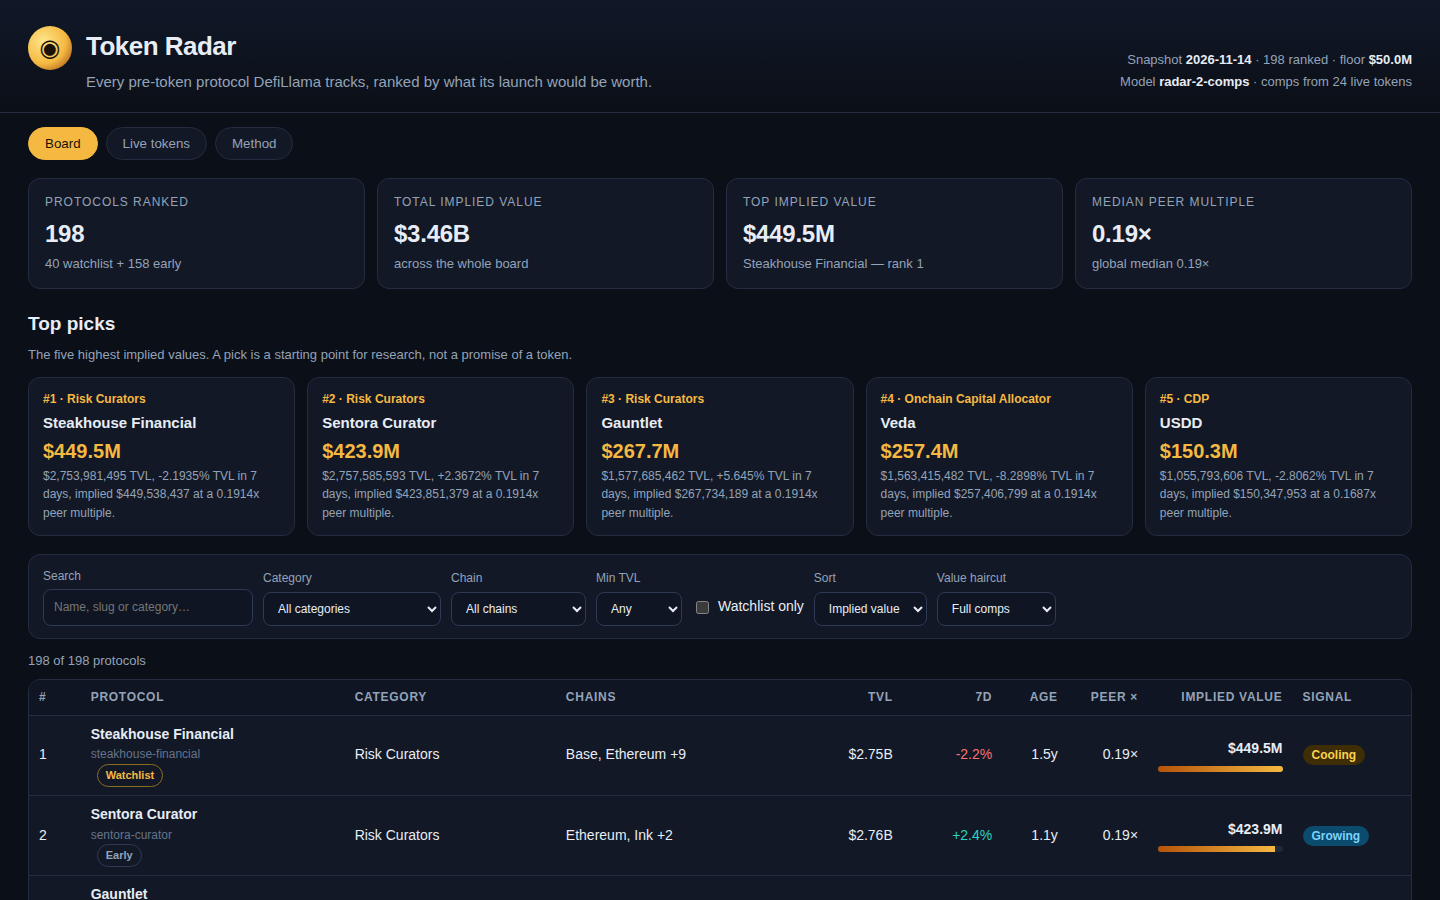 Token Radar
Every pre-token protocol DefiLlama tracks, ranked by what its launch would be worth.
Snapshot 2026-11-14 · 198 ranked · floor $50.0M
Model radar-2-comps · comps from 24 live tokens
Board
Live tokens
Method
PROTOCOLS RANKED
198
40 watchlist + 158 early
TOTAL IMPLIED VALUE
$3.46B
across the whole board
TOP IMPLIED VALUE
$449.5M
Steakhouse Financial — rank 1
MEDIAN PEER MULTIPLE
0.19×
global median 0.19×
Top picks
The five highest implied values. A pick is a starting point for research, not a promise of a token.
#1 · Risk Curators
Steakhouse Financial
$449.5M
$2,753,981,495 TVL, -2.1935% TVL in 7
days, implied $449,538,437 at a 0.1914x
peer multiple.
#2 · Risk Curators
Sentora Curator
$423.9M
$2,757,585,593 TVL, +2.3672% TVL in 7
days, implied $423,851,379 at a 0.1914x
peer multiple.
#3 · Risk Curators
Gauntlet
$267.7M
$1,577,685,462 TVL, +5.645% TVL in 7
days, implied $267,734,189 at a 0.1914x
peer multiple.
#4 · Onchain Capital Allocator
Veda
$257.4M
$1,563,415,482 TVL, -8.2898% TVL in 7
days, implied $257,406,799 at a 0.1914x
peer multiple.
#5 · CDP
USDD
$150.3M
$1,055,793,606 TVL, -2.8062% TVL in 7
days, implied $150,347,953 at a 0.1687x
peer multiple.
Search
Name, slug or category…
Category
All categories
Chain
All chains
Min TVL
Any
Watchlist only
Sort
Implied value
Value haircut
Full comps
198 of 198 protocols
# PROTOCOL CATEGORY CHAINS TVL 7D AGE PEER × IMPLIED VALUE SIGNAL
1 Steakhouse Financial Risk Curators Base, Ethereum +9 $2.75B -2.2% 1.5y 0.19× $449.5M Cooling
steakhouse-financial
Watchlist
2 Sentora Curator Risk Curators Ethereum, Ink +2 $2.76B +2.4% 1.1y 0.19× $423.9M Growing
sentora-curator
Early
Gauntlet